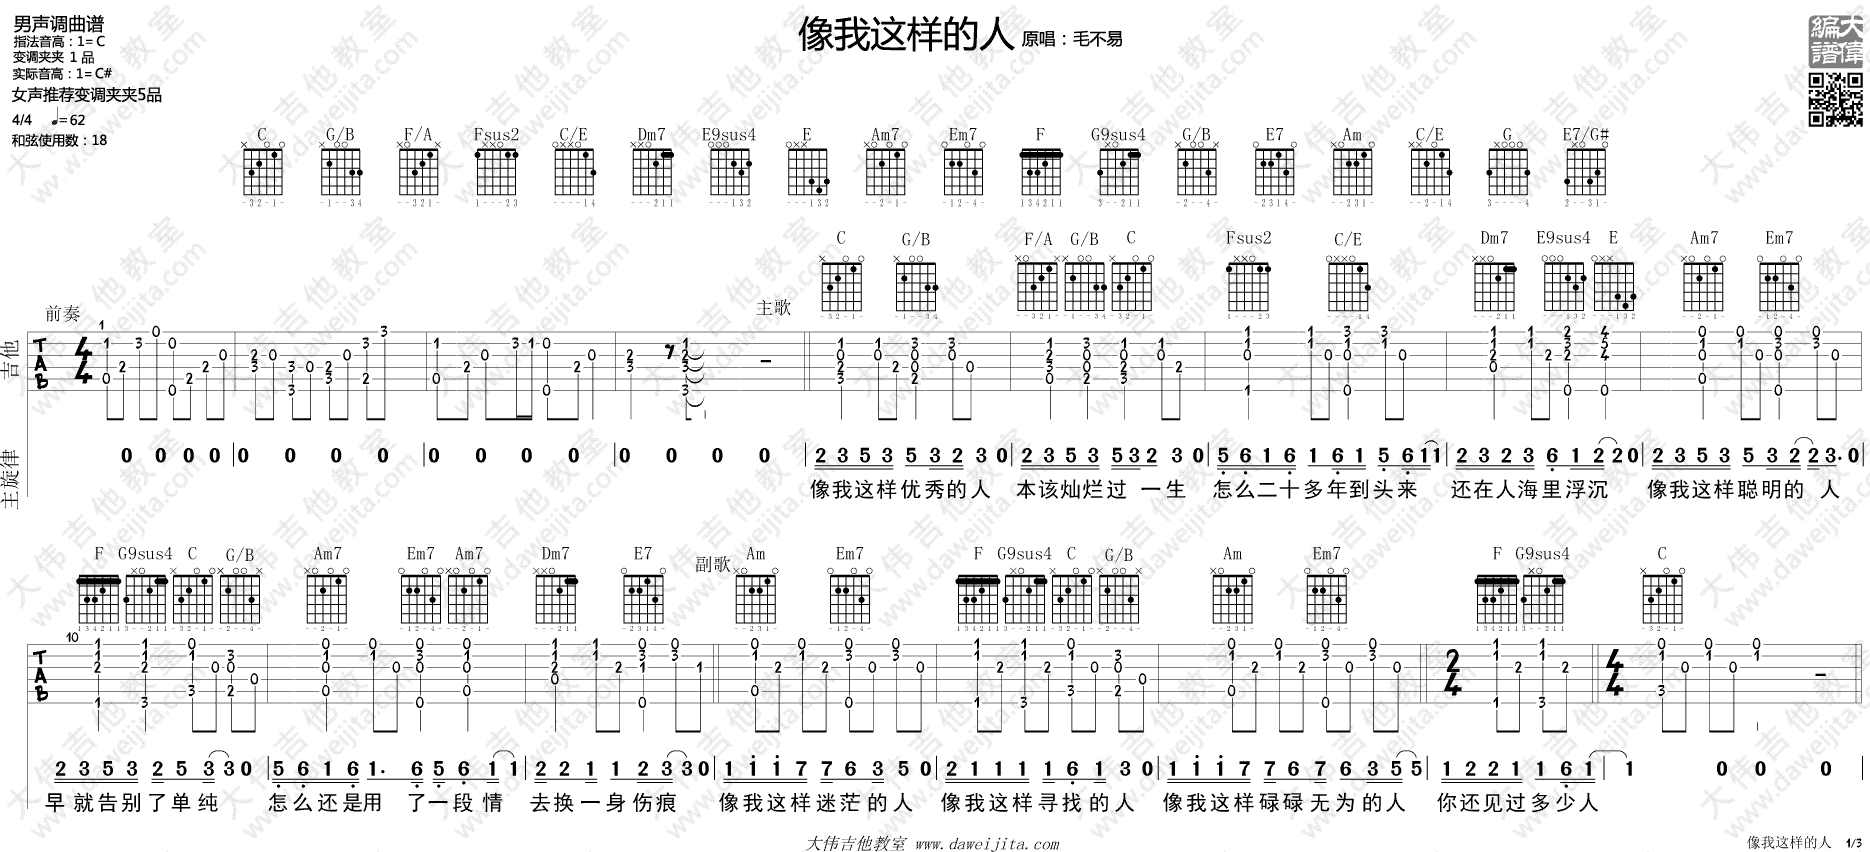 像我这样的人 原唱：毛不易
男声调曲谱
指法音高：1= C
变调夹夹 1 品
实际音高：1= C#
女声推荐变调夹夹5品
4/4 ♩= 62
和弦使用数：18
大偉
編譜
C G/B F/A Fsus2 C/E Dm7 E9sus4 E Am7 Em7 F G9sus4 G/B E7 Am C/E G E7/G#
C G/B F/A G/B C Fsus2 C/E Dm7 E9sus4 E Am7 Em7
前奏 主歌
吉他
TAB
4/4
主旋律
0 0 0 0 | 0 0 0 0 | 0 0 0 0 | 0 0 0 0 | 2 3 5 3 5 3 2 3 0 | 2 3 5 3 5 3 2 3 0 | 5 6 1 6 1 6 1 5 6 1 1 | 2 3 2 3 6 1 2 2 0 | 2 3 5 3 5 3 2 2 3. 0
像我这样优秀的人 本该灿烂过 一生 怎么二十多年到头来 还在人海里浮沉 像我这样聪明的 人
F G9sus4 C G/B Am7 Em7 Am7 Dm7 E7 副歌 Am Em7 F G9sus4 C G/B Am Em7 F G9sus4 C
10
TAB
2/4 4/4
2 3 5 3 2 5 3 3 0 | 5 6 1 6 1. 6 5 6 1 1 | 2 2 1 1 2 3 3 0 | 1 1 1 7 7 6 3 5 0 | 2 1 1 1 1 6 1 3 0 | 1 1 1 7 7 6 7 6 3 5 5 | 1 2 2 1 1 6 1 | 1 0 0 0
早就告别了单纯 怎么还是用 了一段情 去换一身伤痕 像我这样迷茫的人 像我这样寻找的人 像我这样碌碌无为的人 你还见过多少人
大伟吉他教室 www.daweijita.com
像我这样的人 1/3